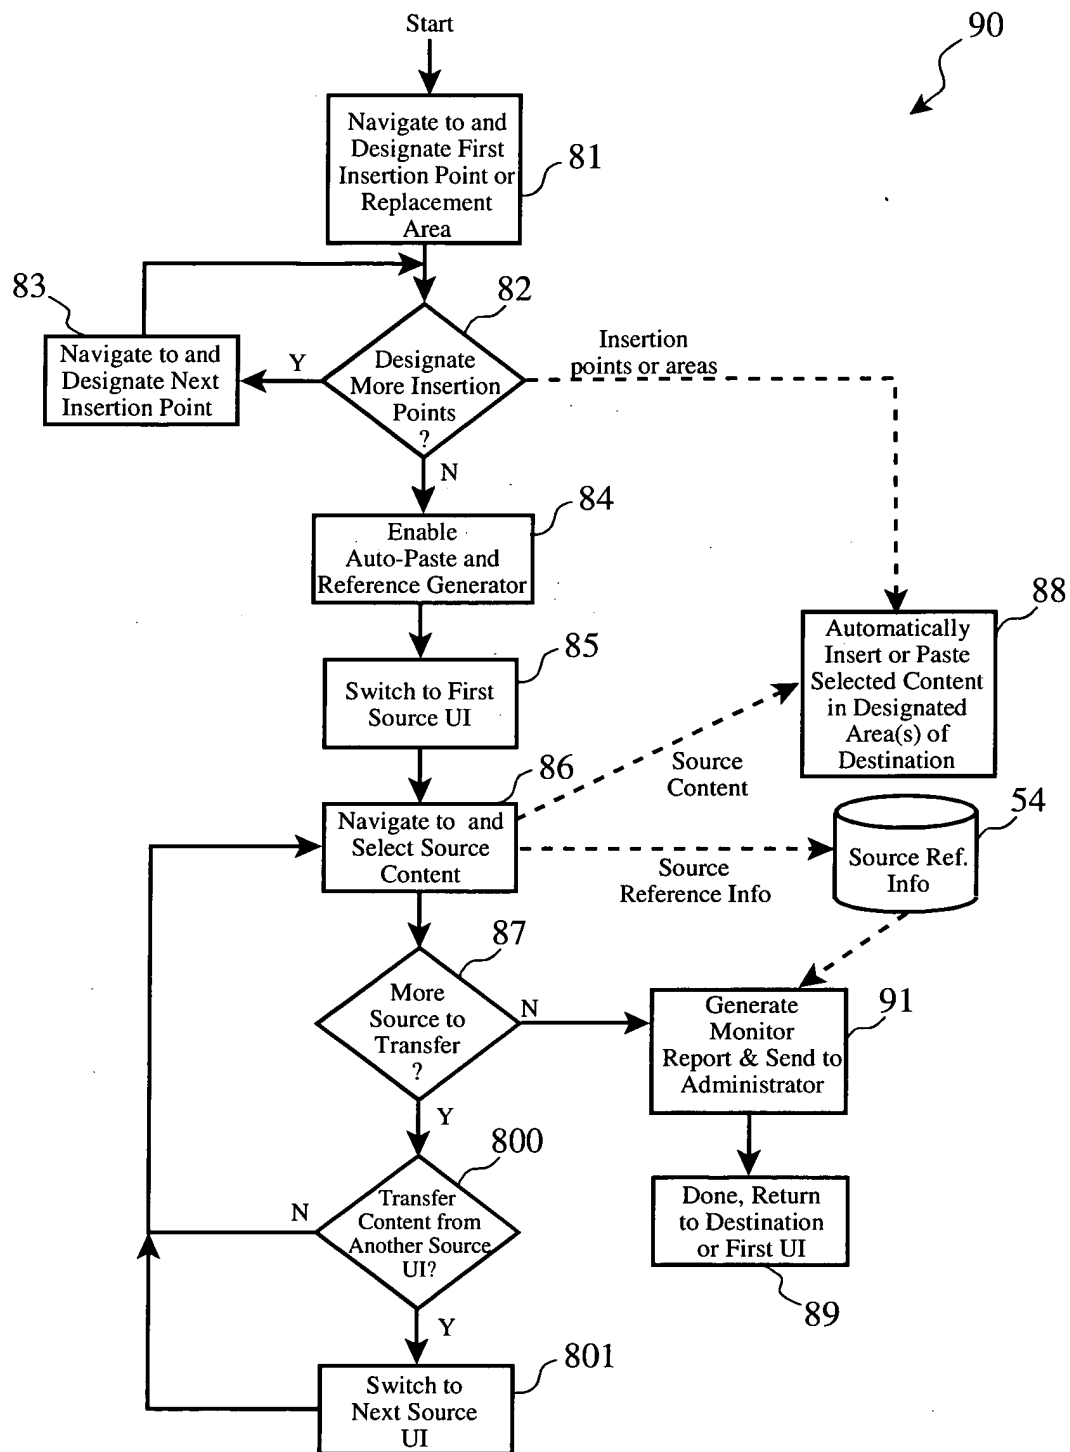 Start
90
Navigate to and
Designate First
Insertion Point or
Replacement
Area
81
83
82
Navigate to and
Designate Next
Insertion Point
Y
Designate
More Insertion
Points
?
Insertion
points or areas
N
84
Enable
Auto-Paste and
Reference Generator
88
Automatically
Insert or Paste
Selected Content
in Designated
Area(s) of
Destination
85
Switch to First
Source UI
86
Source
Content
Navigate to and
Select Source
Content
54
Source Ref.
Info
Source
Reference Info
87
More
Source to
Transfer
?
N
Generate
Monitor
Report & Send to
Administrator
91
Y
800
Transfer
Content from
Another Source
UI?
N
Done, Return
to Destination
or First UI
89
Y
801
Switch to
Next Source
UI